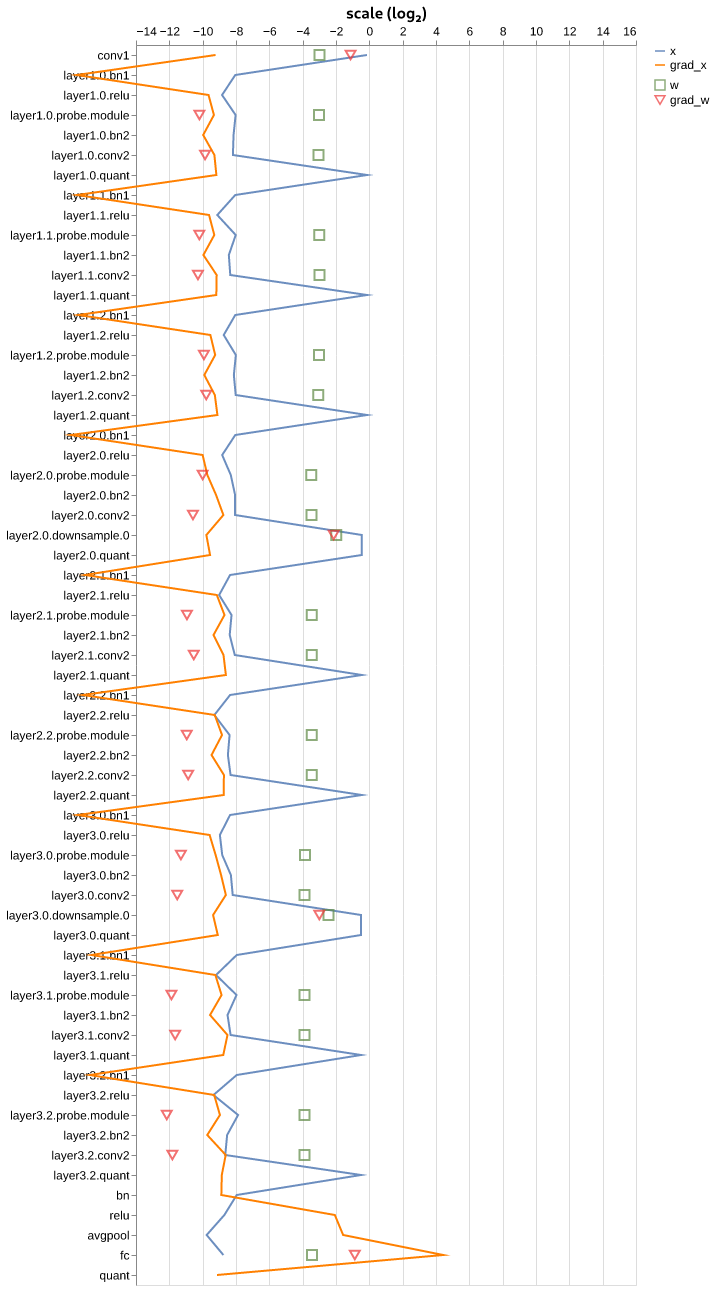 scale (log₂)
−14 −12 −10 −8 −6 −4 −2 0 2 4 6 8 10 12 14 16
x
grad_x
w
grad_w
conv1
layer1.0.bn1
layer1.0.relu
layer1.0.probe.module
layer1.0.bn2
layer1.0.conv2
layer1.0.quant
layer1.1.bn1
layer1.1.relu
layer1.1.probe.module
layer1.1.bn2
layer1.1.conv2
layer1.1.quant
layer1.2.bn1
layer1.2.relu
layer1.2.probe.module
layer1.2.bn2
layer1.2.conv2
layer1.2.quant
layer2.0.bn1
layer2.0.relu
layer2.0.probe.module
layer2.0.bn2
layer2.0.conv2
layer2.0.downsample.0
layer2.0.quant
layer2.1.bn1
layer2.1.relu
layer2.1.probe.module
layer2.1.bn2
layer2.1.conv2
layer2.1.quant
layer2.2.bn1
layer2.2.relu
layer2.2.probe.module
layer2.2.bn2
layer2.2.conv2
layer2.2.quant
layer3.0.bn1
layer3.0.relu
layer3.0.probe.module
layer3.0.bn2
layer3.0.conv2
layer3.0.downsample.0
layer3.0.quant
layer3.1.bn1
layer3.1.relu
layer3.1.probe.module
layer3.1.bn2
layer3.1.conv2
layer3.1.quant
layer3.2.bn1
layer3.2.relu
layer3.2.probe.module
layer3.2.bn2
layer3.2.conv2
layer3.2.quant
bn
relu
avgpool
fc
quant